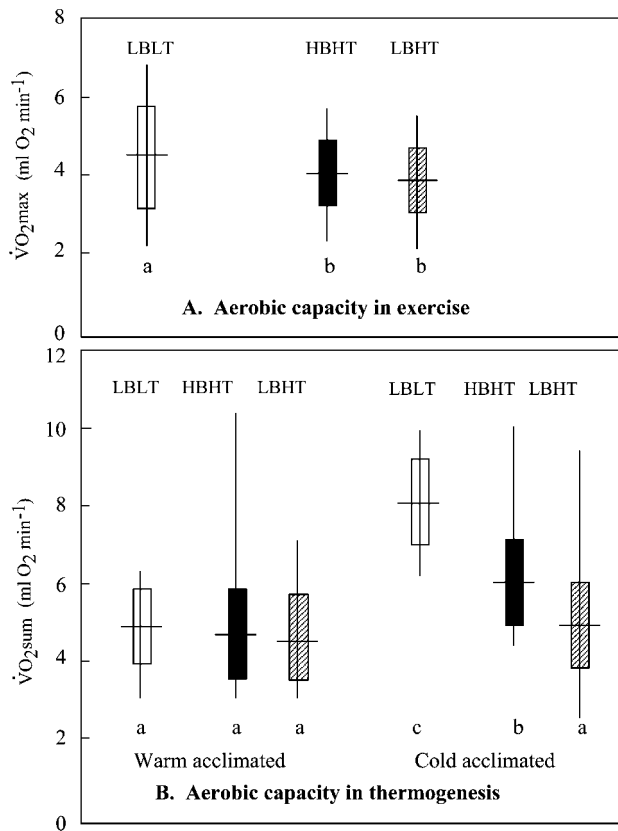 8
LBLT HBHT LBHT
6
4
2
a b b
A. Aerobic capacity in exercise
0
V̇O2max (ml O2 min-1)
12
LBLT HBHT LBHT LBLT HBHT LBHT
10
8
6
4
a a a c b a
2
Warm acclimated Cold acclimated
B. Aerobic capacity in thermogenesis
0
V̇O2sum (ml O2 min-1)